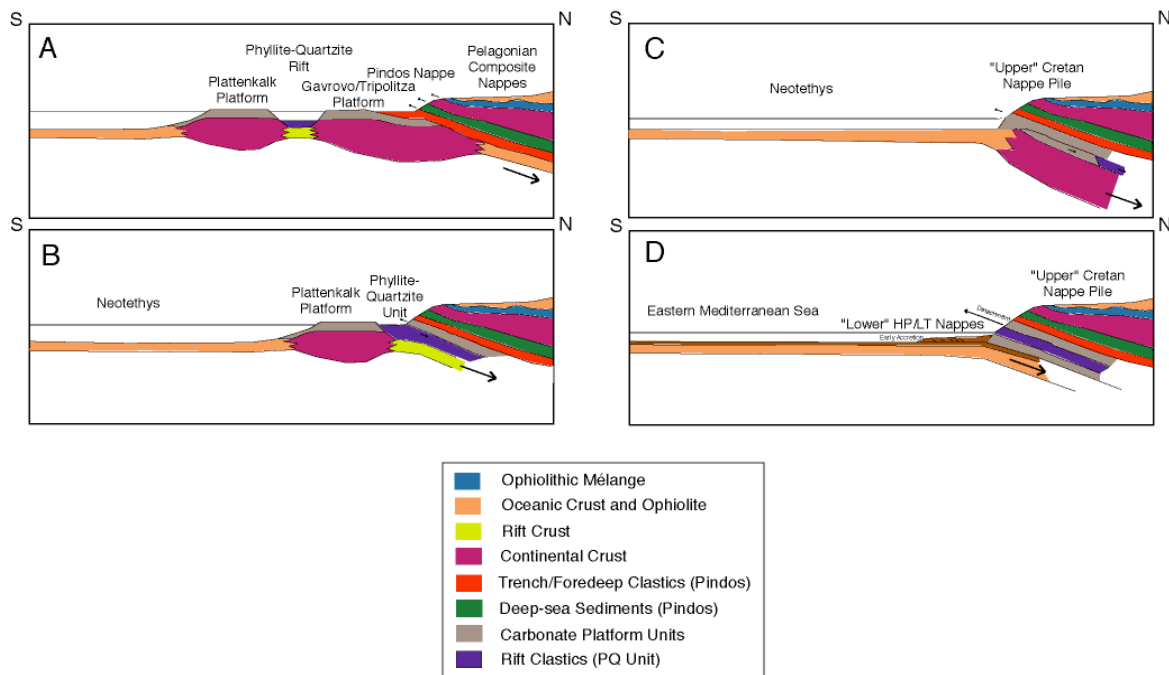 S
N
A
Phyllite-Quartzite
Rift
Pelagonian
Composite
Nappes
Plattenkalk
Platform
Pindos Nappe
Gavrovo/Tripolitza
Platform
S
N
B
Neotethys
Plattenkalk
Platform
Phyllite-
Quartzite
Unit
S
N
C
Neotethys
"Upper" Cretan
Nappe Pile
S
N
D
Eastern Mediterranean Sea
"Upper" Cretan
Nappe Pile
"Lower" HP/LT Nappes
Early Accretion
Ophiolithic Mélange
Oceanic Crust and Ophiolite
Rift Crust
Continental Crust
Trench/Foredeep Clastics (Pindos)
Deep-sea Sediments (Pindos)
Carbonate Platform Units
Rift Clastics (PQ Unit)